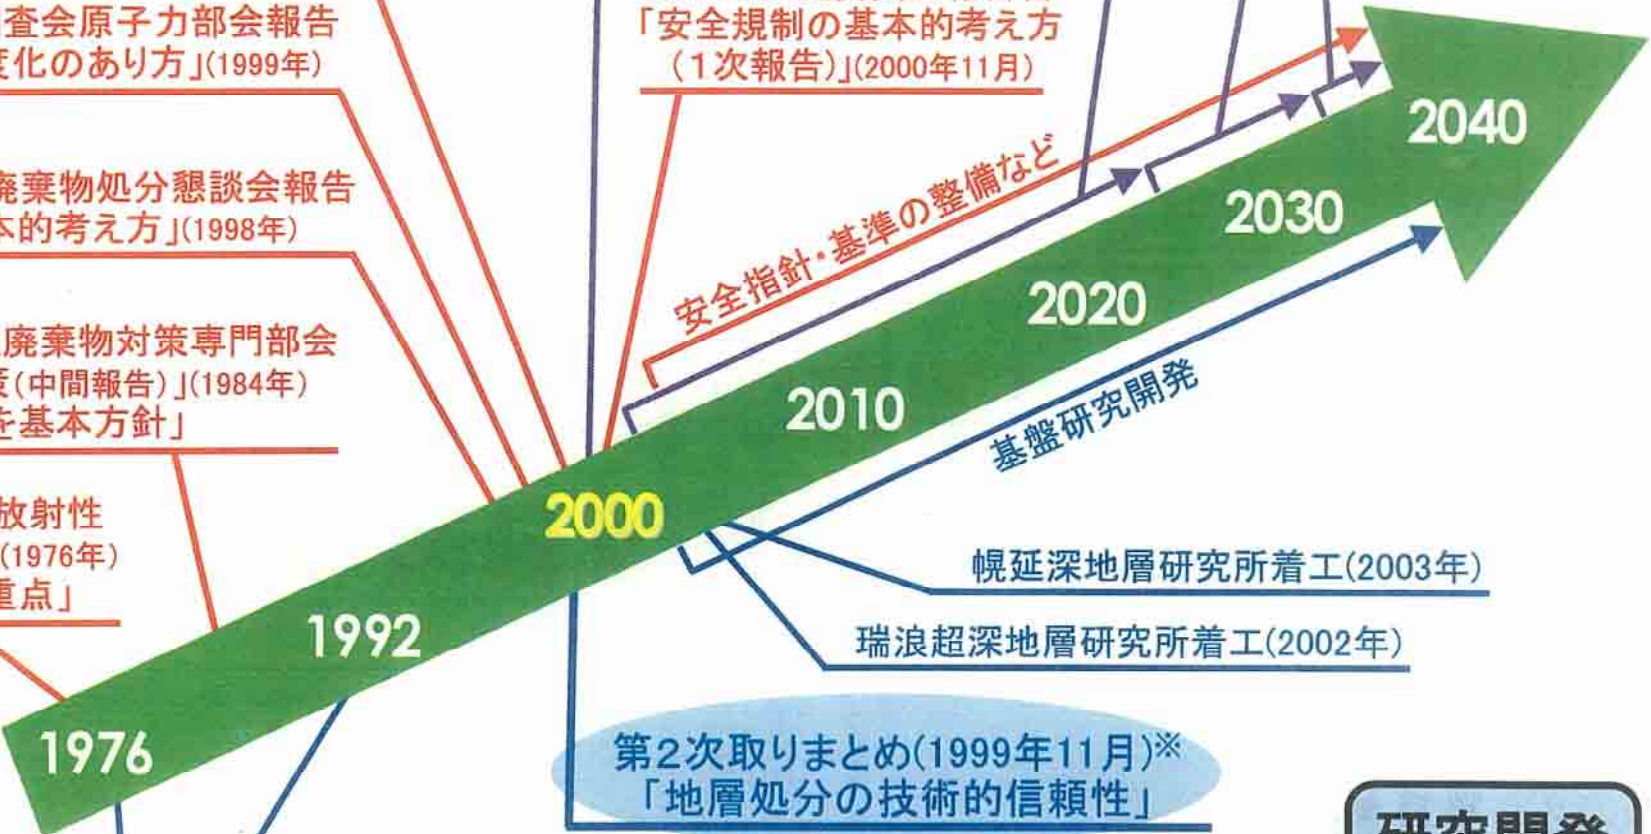 査会原子力部会報告
度化のあり方」(1999年)
「安全規制の基本的考え方
(1次報告)」(2000年11月)
廃棄物処分懇談会報告
本的考え方」(1998年)
廃棄物対策専門部会
(中間報告)」(1984年)
を基本方針」
放射性
(1976年)
重点」
安全指針・基準の整備など
基盤研究開発
1976
1992
2000
2010
2020
2030
2040
幌延深地層研究所着工(2003年)
瑞浪超深地層研究所着工(2002年)
第2次取りまとめ(1999年11月)※
「地層処分の技術的信頼性」
研究開発